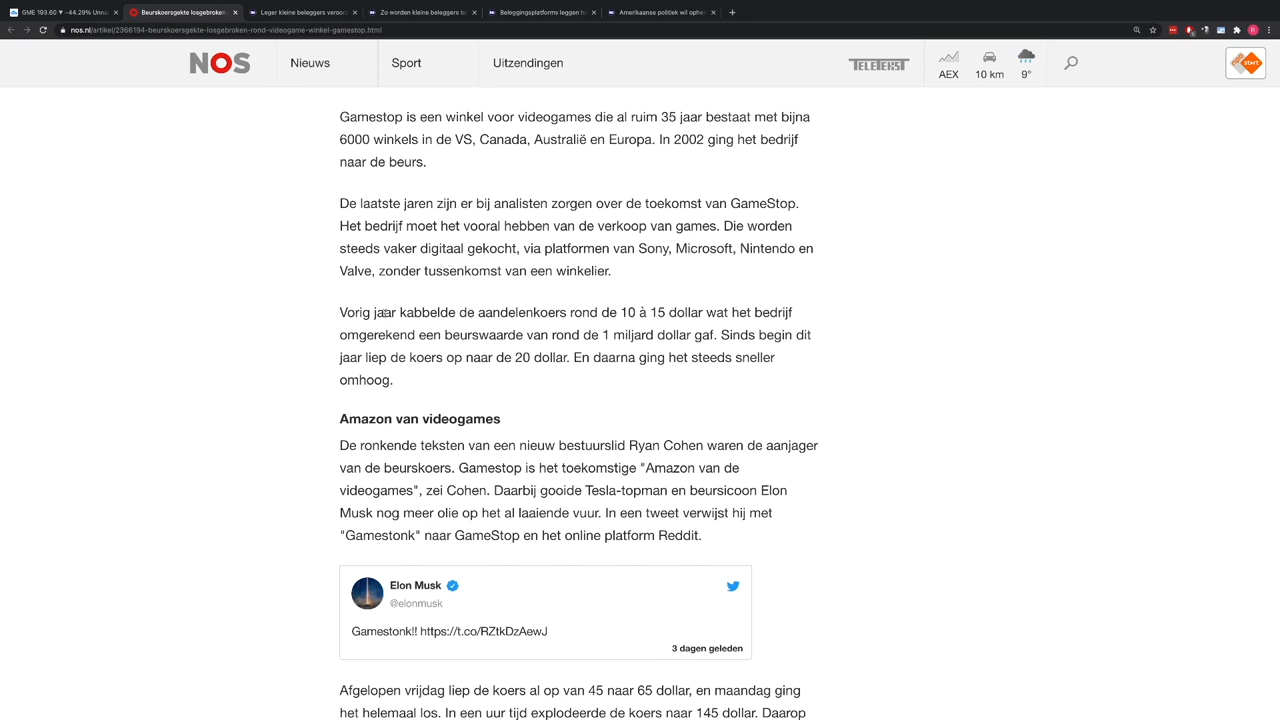 GME 193.60 ▼ −44.29% Unna
Beurskoersgekte losgebroken
Leger kleine beleggers veroor
Zo worden kleine beleggers t
Beleggingsplatforms leggen h
Amerikaanse politiek wil ophel
nos.nl/artikel/2366194-beurskoersgekte-losgebroken-rond-videogame-winkel-gamestop.html
NOS
Nieuws
Sport
Uitzendingen
TELETEKST
AEX
10 km
9°
start
Gamestop is een winkel voor videogames die al ruim 35 jaar bestaat met bijna
6000 winkels in de VS, Canada, Australië en Europa. In 2002 ging het bedrijf
naar de beurs.
De laatste jaren zijn er bij analisten zorgen over de toekomst van GameStop.
Het bedrijf moet het vooral hebben van de verkoop van games. Die worden
steeds vaker digitaal gekocht, via platformen van Sony, Microsoft, Nintendo en
Valve, zonder tussenkomst van een winkelier.
Vorig jaar kabbelde de aandelenkoers rond de 10 à 15 dollar wat het bedrijf
omgerekend een beurswaarde van rond de 1 miljard dollar gaf. Sinds begin dit
jaar liep de koers op naar de 20 dollar. En daarna ging het steeds sneller
omhoog.
Amazon van videogames
De ronkende teksten van een nieuw bestuurslid Ryan Cohen waren de aanjager
van de beurskoers. Gamestop is het toekomstige "Amazon van de
videogames", zei Cohen. Daarbij gooide Tesla-topman en beursicoon Elon
Musk nog meer olie op het al laaiende vuur. In een tweet verwijst hij met
"Gamestonk" naar GameStop en het online platform Reddit.
Elon Musk
@elonmusk
Gamestonk!! https://t.co/RZtkDzAewJ
3 dagen geleden
Afgelopen vrijdag liep de koers al op van 45 naar 65 dollar, en maandag ging
het helemaal los. In een uur tijd explodeerde de koers naar 145 dollar. Daarop